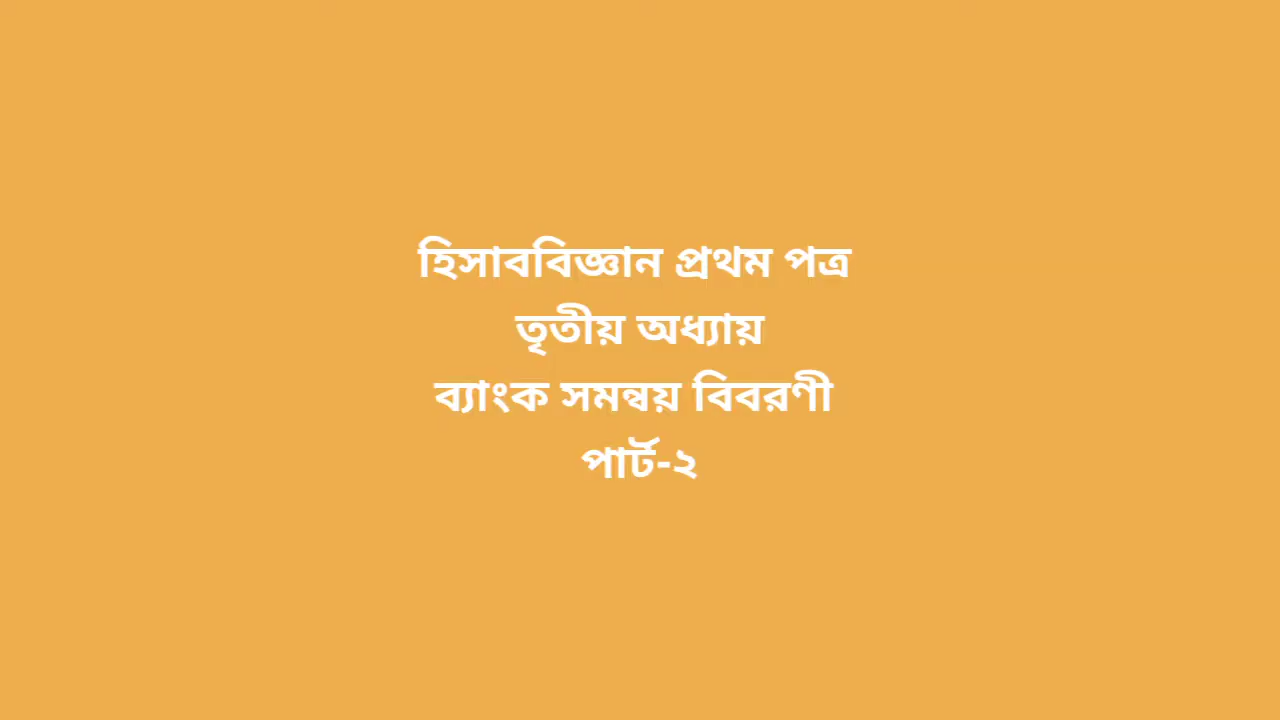 হিসাববিজ্ঞান প্রথম পত্র
তৃতীয় অধ্যায়
ব্যাংক সমন্বয় বিবরণী
পার্ট-২